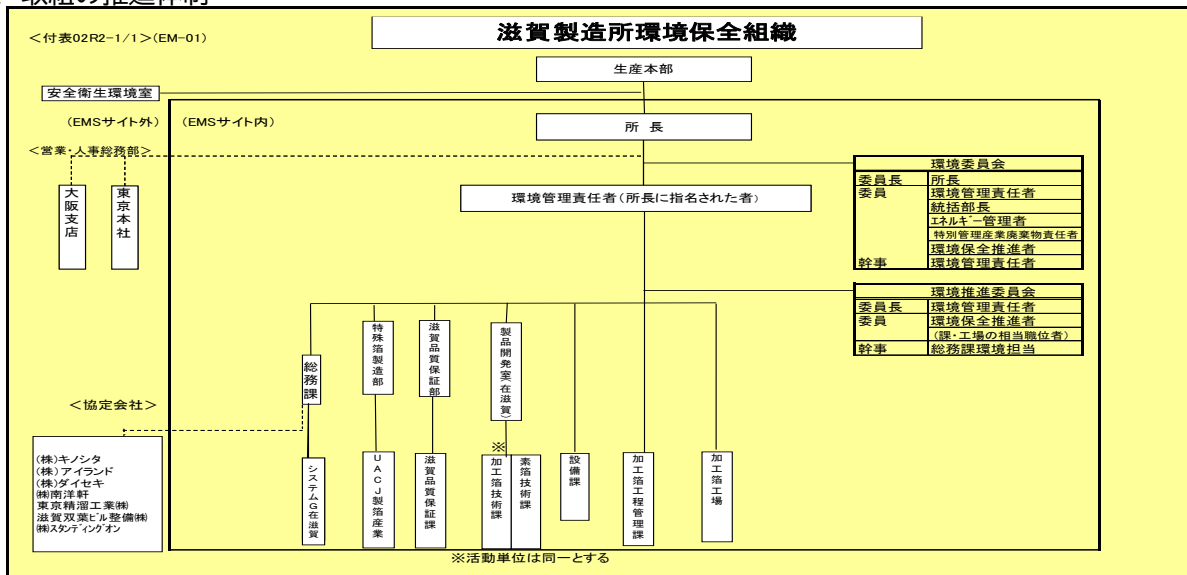 取組の推進体制
<付表02R2-1/1>(EM-01)
滋賀製造所環境保全組織
生産本部
安全衛生環境室
(EMSサイト外)
(EMSサイト内)
所 長
<営業・人事総務部>
大阪支店
東京本社
環境管理責任者(所長に指名された者)
環境委員会
委員長 所長
委員 環境管理責任者
統括部長
エネルギー管理者
特別管理産業廃棄物責任者
環境保全推進者
幹事 環境管理責任者
環境推進委員会
委員長 環境管理責任者
委員 環境保全推進者
(課・工場の相当職位者)
幹事 総務課環境担当
総務課
特殊箔製造部
滋賀品質保証部
製品開発室(在滋賀)
<協定会社>
(株)キノシタ
(株)アイランド
(株)ダイセキ
㈱南洋軒
東京精溜工業㈱
滋賀双葉ビル整備㈱
㈱スタンディングオン
システムG在滋賀
UACJ製箔産業
滋賀品質保証課
※
加工箔技術課
素箔技術課
設備課
加工箔工程管理課
加工箔工場
※活動単位は同一とする